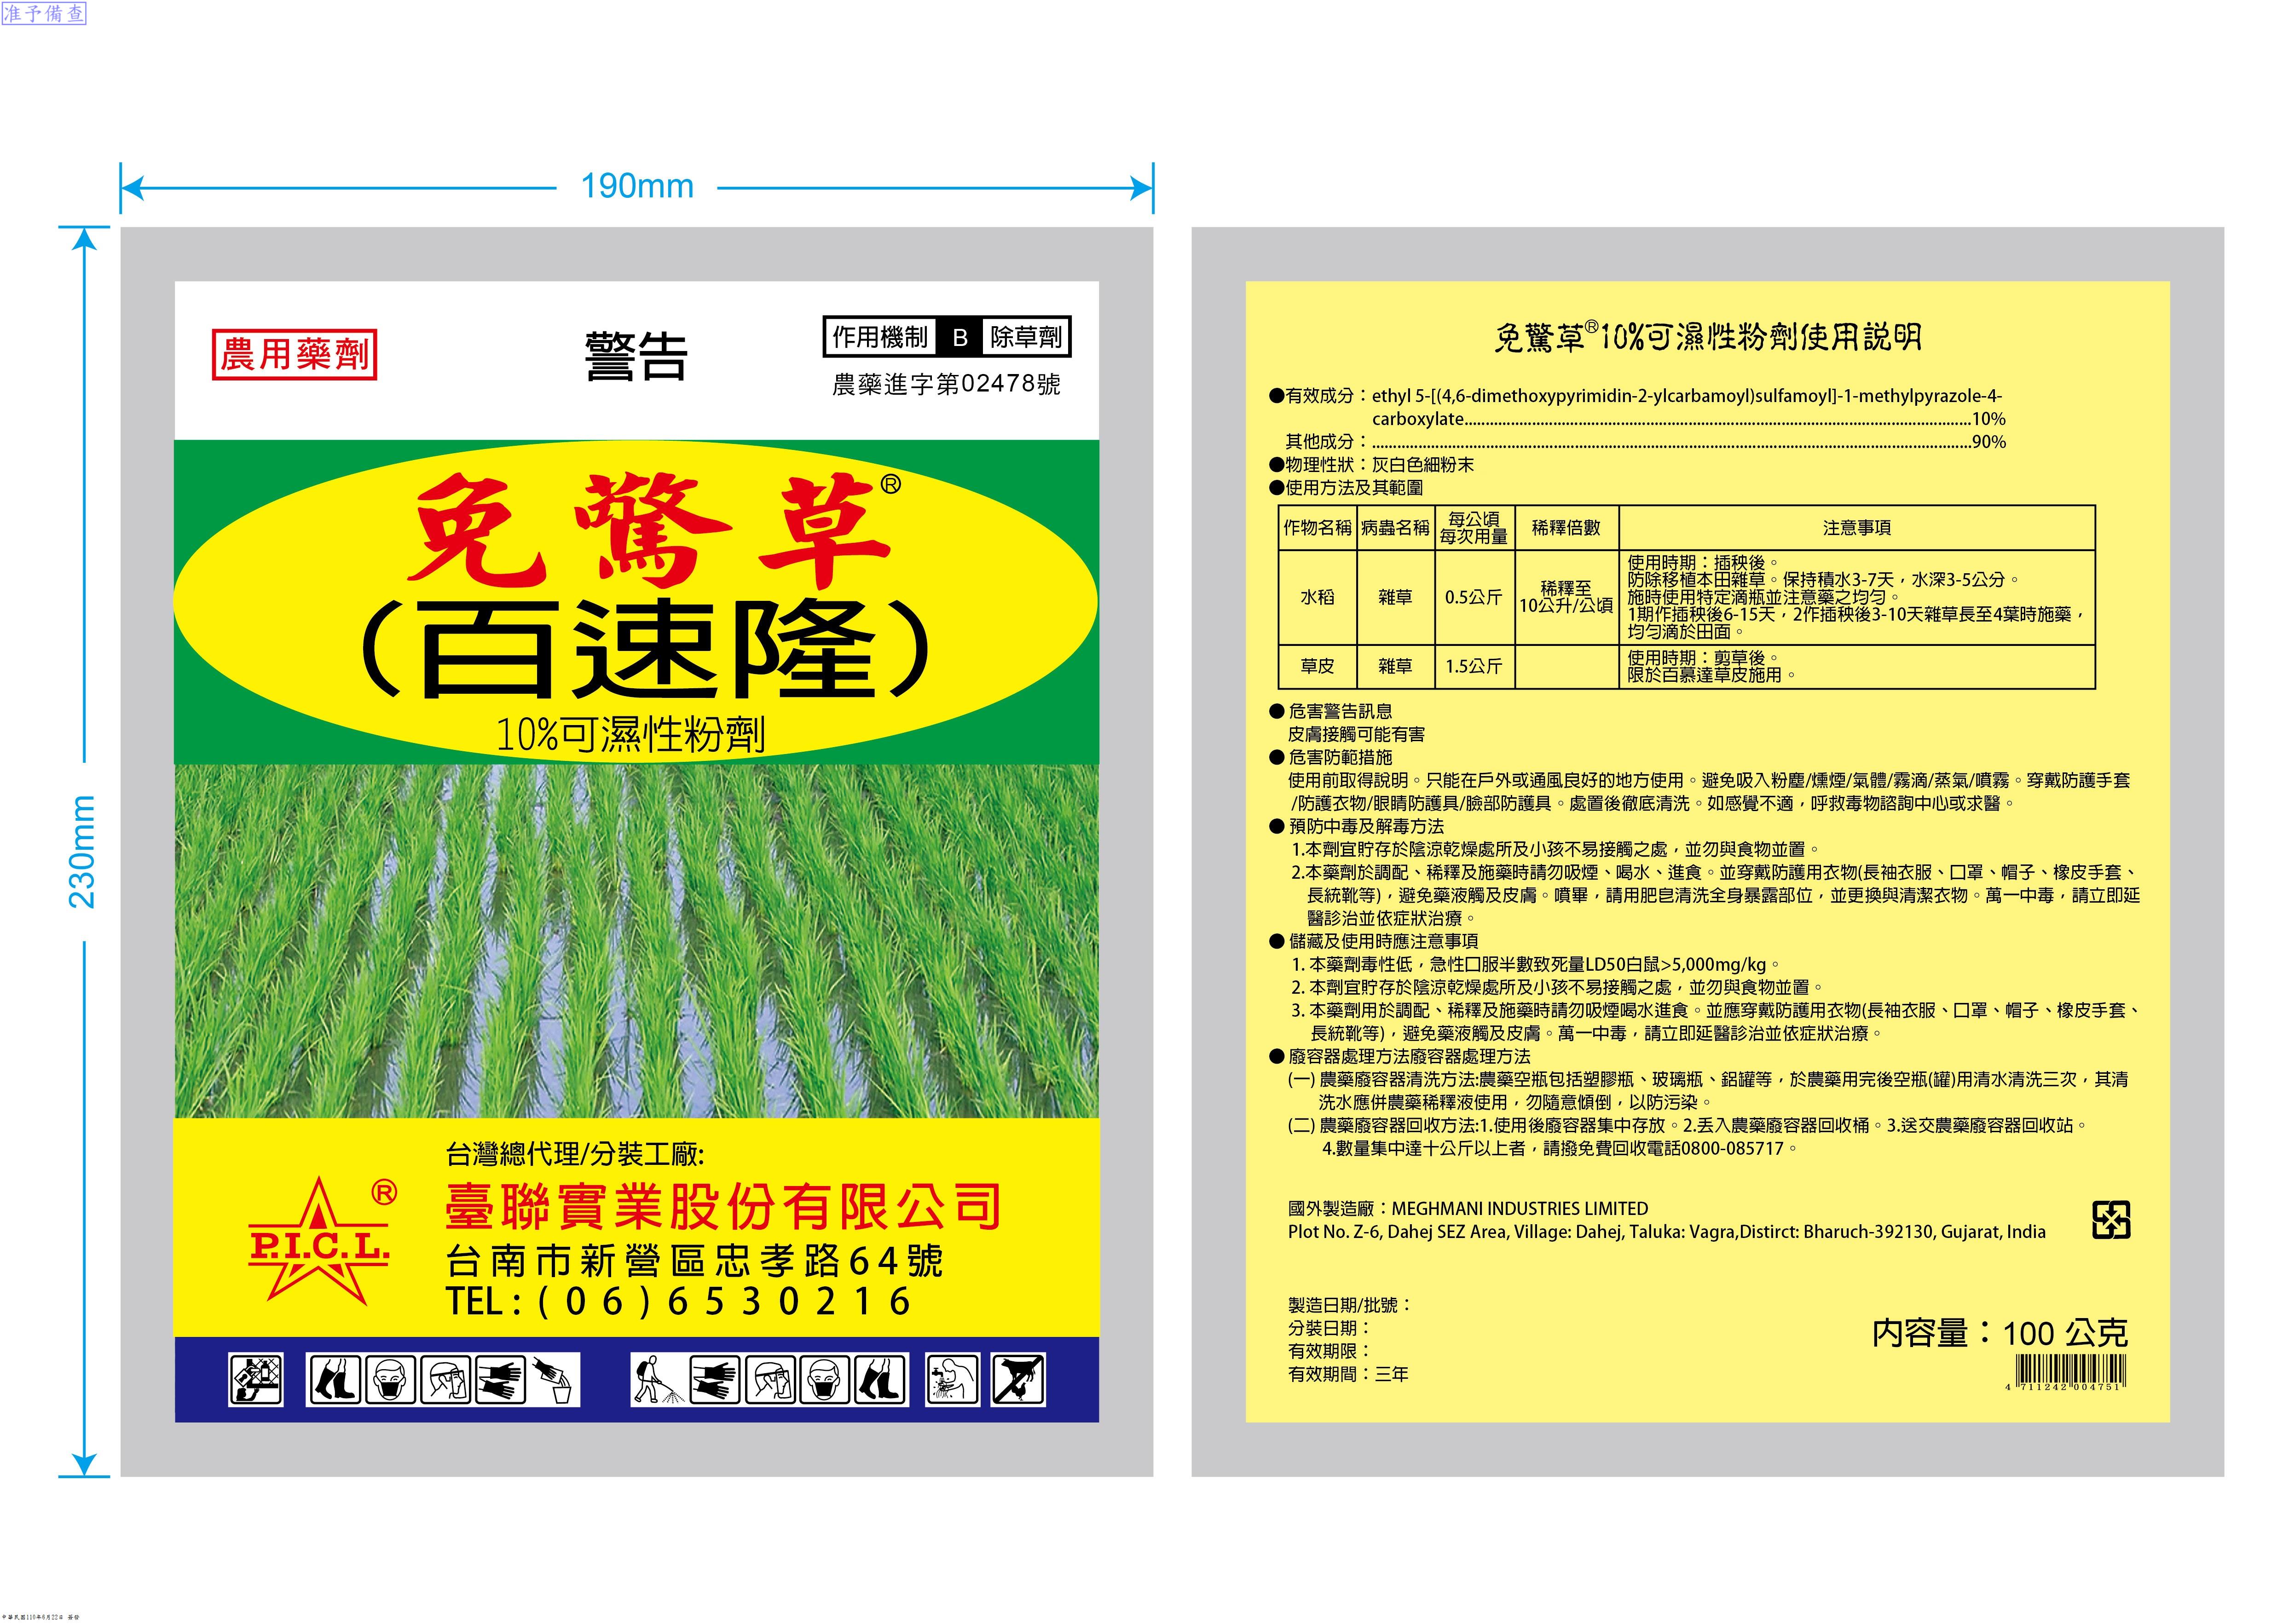 准予備查
190mm
230mm
農用藥劑
警告
作用機制 B 除草劑
農藥進字第02478號
免驚草®
(百速隆)
10%可濕性粉劑
台灣總代理/分裝工廠:
®
P.I.C.L.
臺聯實業股份有限公司
台南市新營區忠孝路64號
TEL:(06)6530216
免驚草®10%可濕性粉劑使用說明
●有效成分：ethyl 5-[(4,6-dimethoxypyrimidin-2-ylcarbamoyl)sulfamoyl]-1-methylpyrazole-4-
carboxylate........................................10%
其他成分：........................................90%
●物理性狀：灰白色細粉末
●使用方法及其範圍
作物名稱 病蟲名稱 每公頃每次用量 稀釋倍數 注意事項
水稻 雜草 0.5公斤 稀釋至10公升/公頃
使用時期：插秧後。
防除移植本田雜草。保持積水3-7天，水深3-5公分。
施時使用特定滴瓶並注意藥之均勻。
1期作插秧後6-15天，2作插秧後3-10天雜草長至4葉時施藥，
均勻滴於田面。
草皮 雜草 1.5公斤
使用時期：剪草後。
限於百慕達草皮施用。
● 危害警告訊息
皮膚接觸可能有害
● 危害防範措施
使用前取得說明。只能在戶外或通風良好的地方使用。避免吸入粉塵/燻煙/氣體/霧滴/蒸氣/噴霧。穿戴防護手套
/防護衣物/眼睛防護具/臉部防護具。處置後徹底清洗。如感覺不適，呼救毒物諮詢中心或求醫。
● 預防中毒及解毒方法
1.本劑宜貯存於陰涼乾燥處所及小孩不易接觸之處，並勿與食物並置。
2.本藥劑於調配、稀釋及施藥時請勿吸煙、喝水、進食。並穿戴防護用衣物(長袖衣服、口罩、帽子、橡皮手套、
長統靴等)，避免藥液觸及皮膚。噴畢，請用肥皂清洗全身暴露部位，並更換與清潔衣物。萬一中毒，請立即延
醫診治並依症狀治療。
● 儲藏及使用時應注意事項
1. 本藥劑毒性低，急性口服半數致死量LD50白鼠>5,000mg/kg。
2. 本劑宜貯存於陰涼乾燥處所及小孩不易接觸之處，並勿與食物並置。
3. 本藥劑用於調配、稀釋及施藥時請勿吸煙喝水進食。並應穿戴防護用衣物(長袖衣服、口罩、帽子、橡皮手套、
長統靴等)，避免藥液觸及皮膚。萬一中毒，請立即延醫診治並依症狀治療。
● 廢容器處理方法廢容器處理方法
(一) 農藥廢容器清洗方法:農藥空瓶包括塑膠瓶、玻璃瓶、鋁罐等，於農藥用完後空瓶(罐)用清水清洗三次，其清
洗水應併農藥稀釋液使用，勿隨意傾倒，以防污染。
(二) 農藥廢容器回收方法:1.使用後廢容器集中存放。2.丟入農藥廢容器回收桶。3.送交農藥廢容器回收站。
4.數量集中達十公斤以上者，請撥免費回收電話0800-085717。
國外製造廠：MEGHMANI INDUSTRIES LIMITED
Plot No. Z-6, Dahej SEZ Area, Village: Dahej, Taluka: Vagra,Distirct: Bharuch-392130, Gujarat, India
製造日期/批號：
分裝日期：
有效期限：
有效期間：三年
內容量：100 公克
4 711242 004751
中華民國110年6月22日 簽發